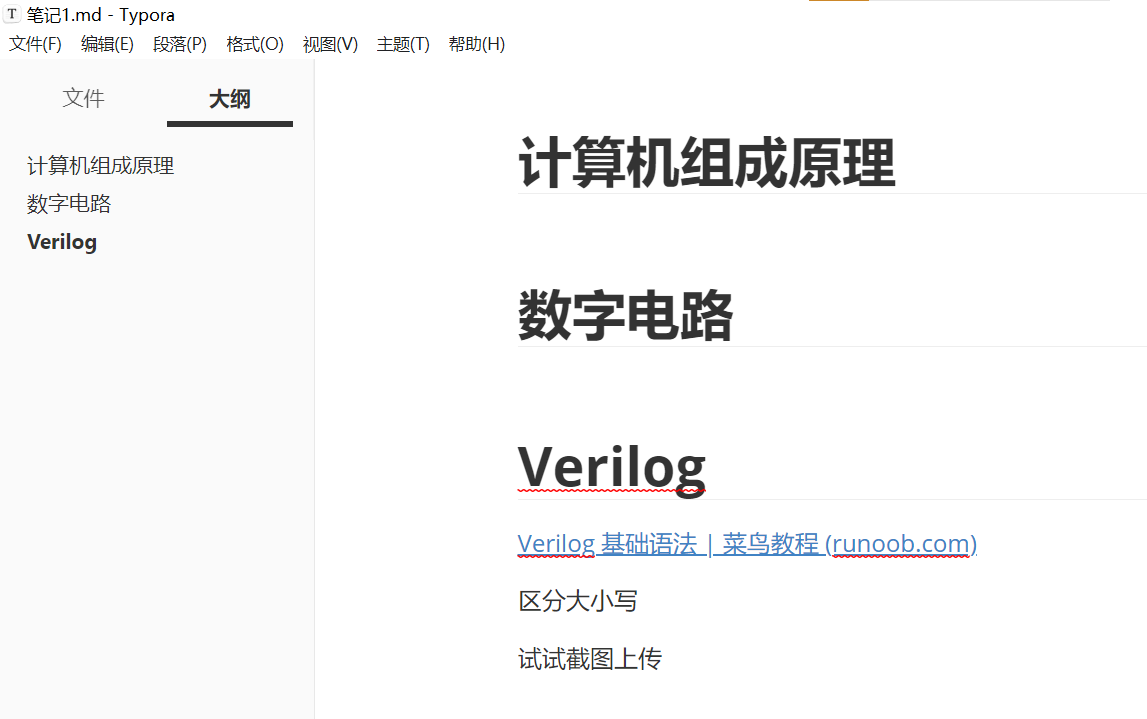 T 笔记1.md - Typora
文件(F) 编辑(E) 段落(P) 格式(O) 视图(V) 主题(T) 帮助(H)
文件 大纲
计算机组成原理
数字电路
Verilog
计算机组成原理
数字电路
Verilog
Verilog 基础语法 | 菜鸟教程 (runoob.com)
区分大小写
试试截图上传